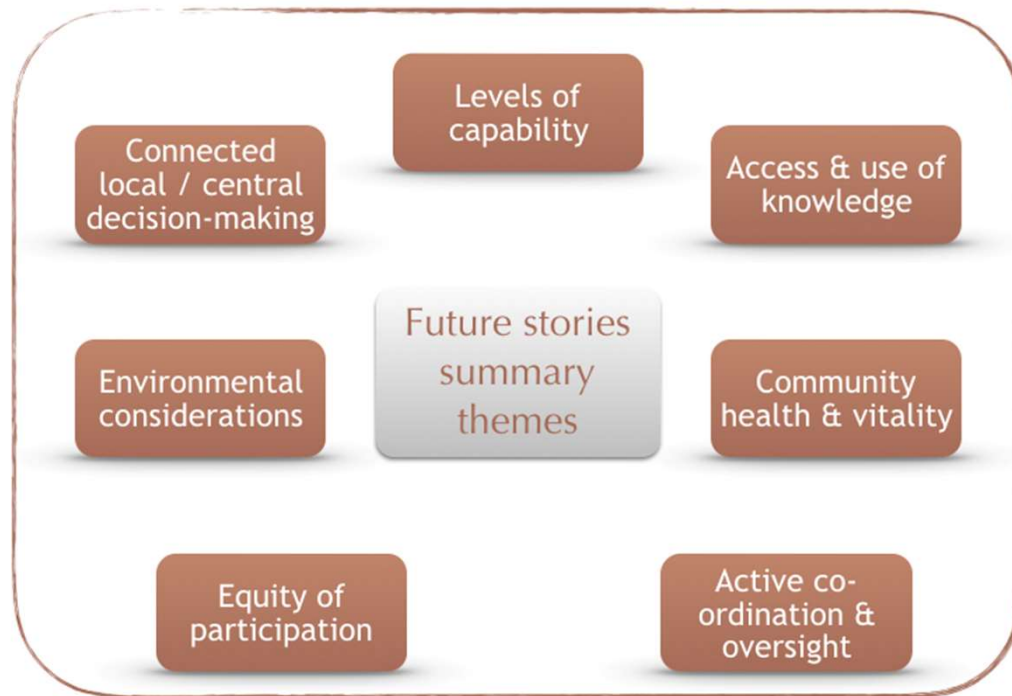 Levels of
capability
Connected
local / central
decision-making
Access & use of
knowledge
Future stories
summary
themes
Environmental
considerations
Community
health & vitality
Equity of
participation
Active co-
ordination &
oversight